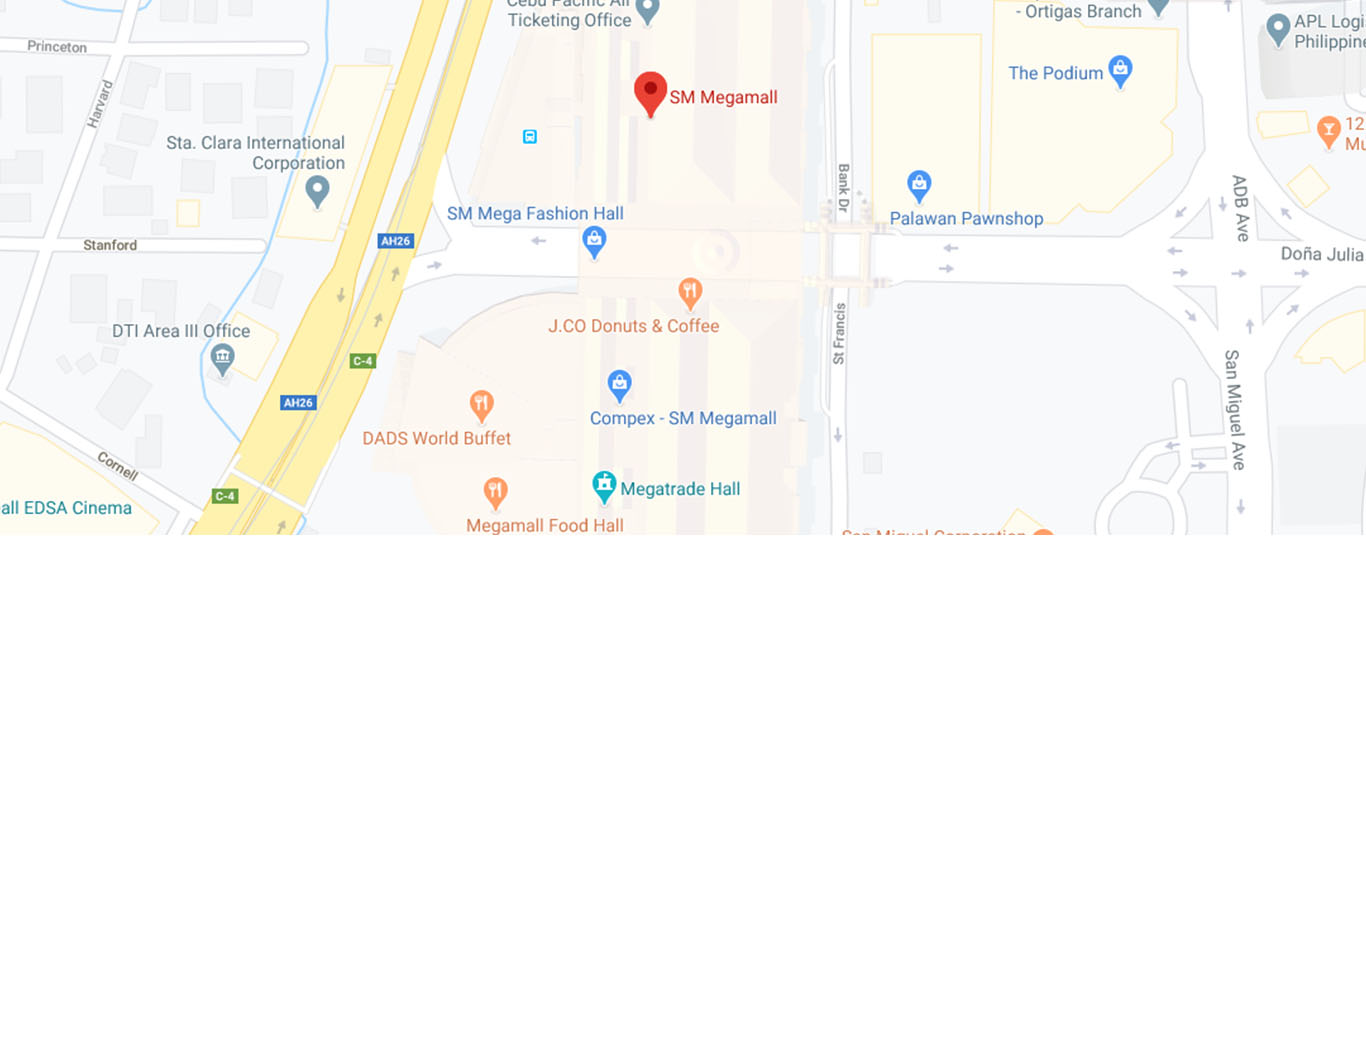 Cebu Pacific Air
Ticketing Office
- Ortigas Branch
APL Logi
Philippine
Princeton
The Podium
SM Megamall
Harvard
12
Mu
Sta. Clara International
Corporation
Bank Dr
ADB Ave
SM Mega Fashion Hall
Palawan Pawnshop
AH26
Stanford
Doña Julia
J.CO Donuts & Coffee
DTI Area III Office
St Francis
C-4
San Miguel Ave
AH26
Compex - SM Megamall
DADS World Buffet
Cornell
Megatrade Hall
C-4
all EDSA Cinema
Megamall Food Hall
San Miguel Corporation